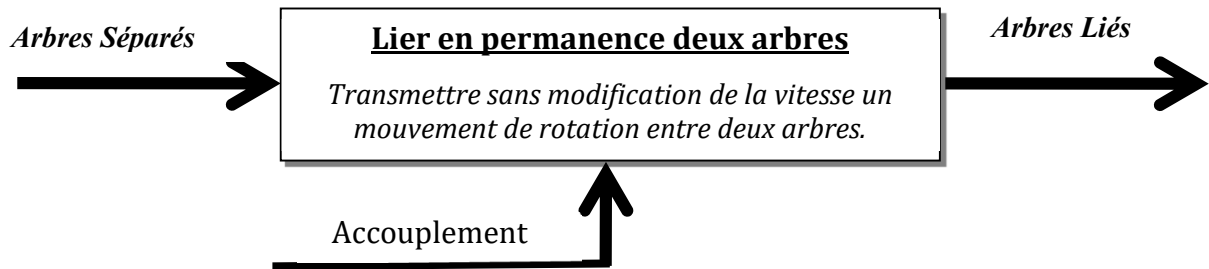 Arbres Séparés
Lier en permanence deux arbres
Arbres Liés
Transmettre sans modification de la vitesse un
mouvement de rotation entre deux arbres.
Accouplement